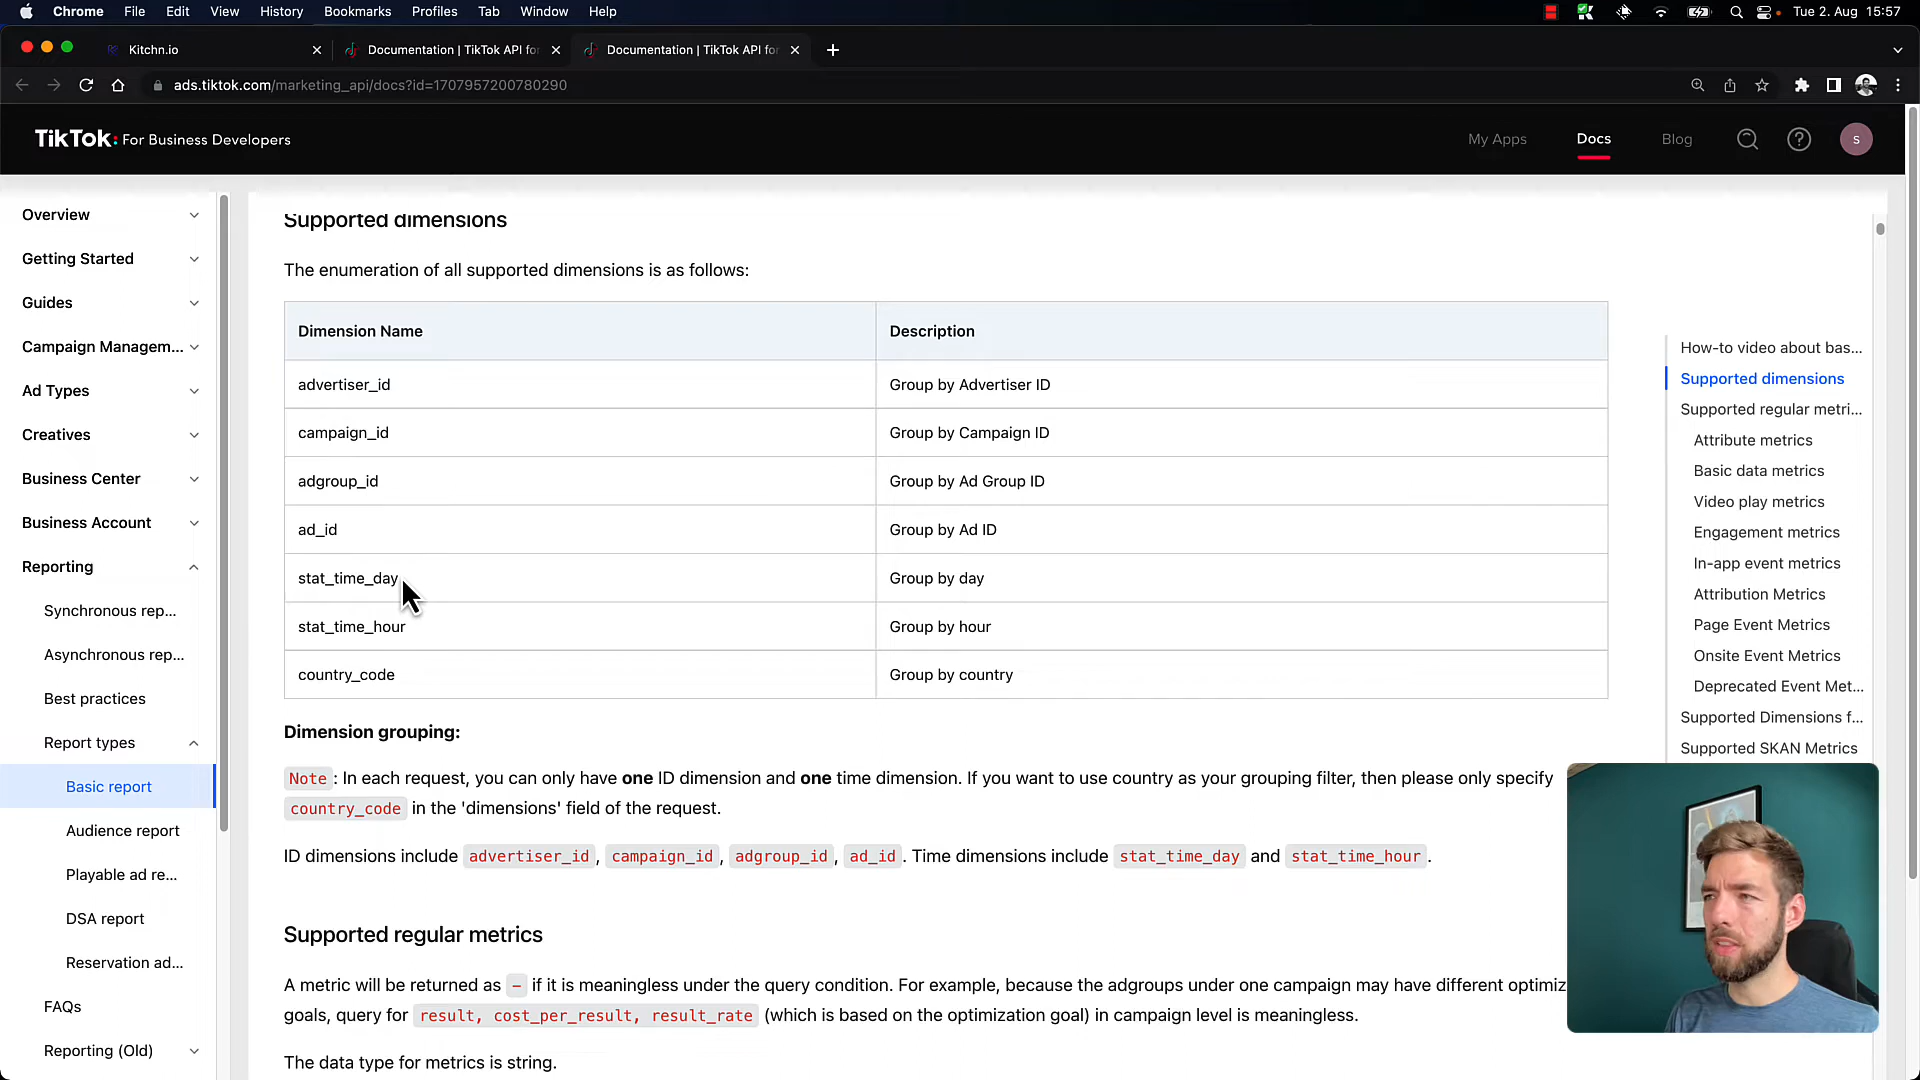 Chrome File Edit View History Bookmarks Profiles Tab Window Help Tue 2. Aug 15:57
Kitchn.io Documentation | TikTok API for Documentation | TikTok API for
ads.tiktok.com/marketing_api/docs?id=1707957200780290
TikTok: For Business Developers My Apps Docs Blog S
Overview
Getting Started
Guides
Campaign Managem...
Ad Types
Creatives
Business Center
Business Account
Reporting
Synchronous rep...
Asynchronous rep...
Best practices
Report types
Basic report
Audience report
Playable ad re...
DSA report
Reservation ad...
FAQs
Reporting (Old)
Supported dimensions
The enumeration of all supported dimensions is as follows:
Dimension Name Description
advertiser_id Group by Advertiser ID
campaign_id Group by Campaign ID
adgroup_id Group by Ad Group ID
ad_id Group by Ad ID
stat_time_day Group by day
stat_time_hour Group by hour
country_code Group by country
Dimension grouping:
Note : In each request, you can only have one ID dimension and one time dimension. If you want to use country as your grouping filter, then please only specify
country_code in the 'dimensions' field of the request.
ID dimensions include advertiser_id , campaign_id , adgroup_id , ad_id . Time dimensions include stat_time_day and stat_time_hour .
Supported regular metrics
A metric will be returned as - if it is meaningless under the query condition. For example, because the adgroups under one campaign may have different optimiz
goals, query for result, cost_per_result, result_rate (which is based on the optimization goal) in campaign level is meaningless.
The data type for metrics is string.
How-to video about bas...
Supported dimensions
Supported regular metri...
Attribute metrics
Basic data metrics
Video play metrics
Engagement metrics
In-app event metrics
Attribution Metrics
Page Event Metrics
Onsite Event Metrics
Deprecated Event Met...
Supported Dimensions f...
Supported SKAN Metrics